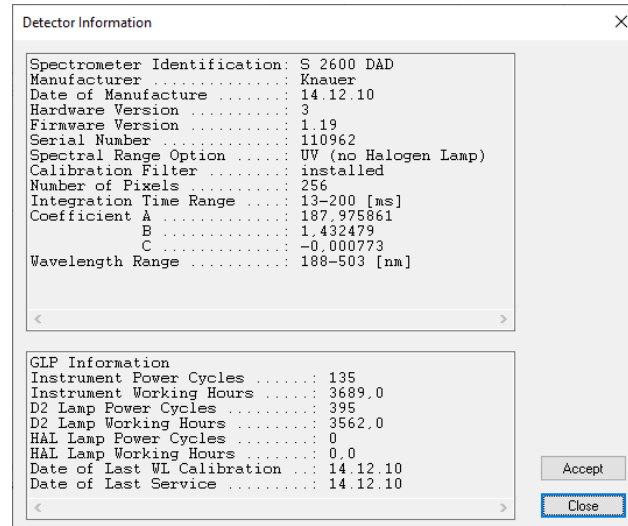 Detector Information
Spectrometer Identification: S 2600 DAD
Manufacturer ..............: Knauer
Date of Manufacture .......: 14.12.10
Hardware Version ..........: 3
Firmware Version ..........: 1.19
Serial Number .............: 110962
Spectral Range Option .....: UV (no Halogen Lamp)
Calibration Filter ........: installed
Number of Pixels ..........: 256
Integration Time Range ....: 13-200 [ms]
Coefficient A .............: 187,975861
B .............: 1,432479
C .............: -0,000773
Wavelength Range ..........: 188-503 [nm]
GLP Information
Instrument Power Cycles ......: 135
Instrument Working Hours .....: 3689,0
D2 Lamp Power Cycles .........: 395
D2 Lamp Working Hours ........: 3562,0
HAL Lamp Power Cycles ........: 0
HAL Lamp Working Hours .......: 0,0
Date of Last WL Calibration ..: 14.12.10
Date of Last Service .........: 14.12.10
Accept
Close